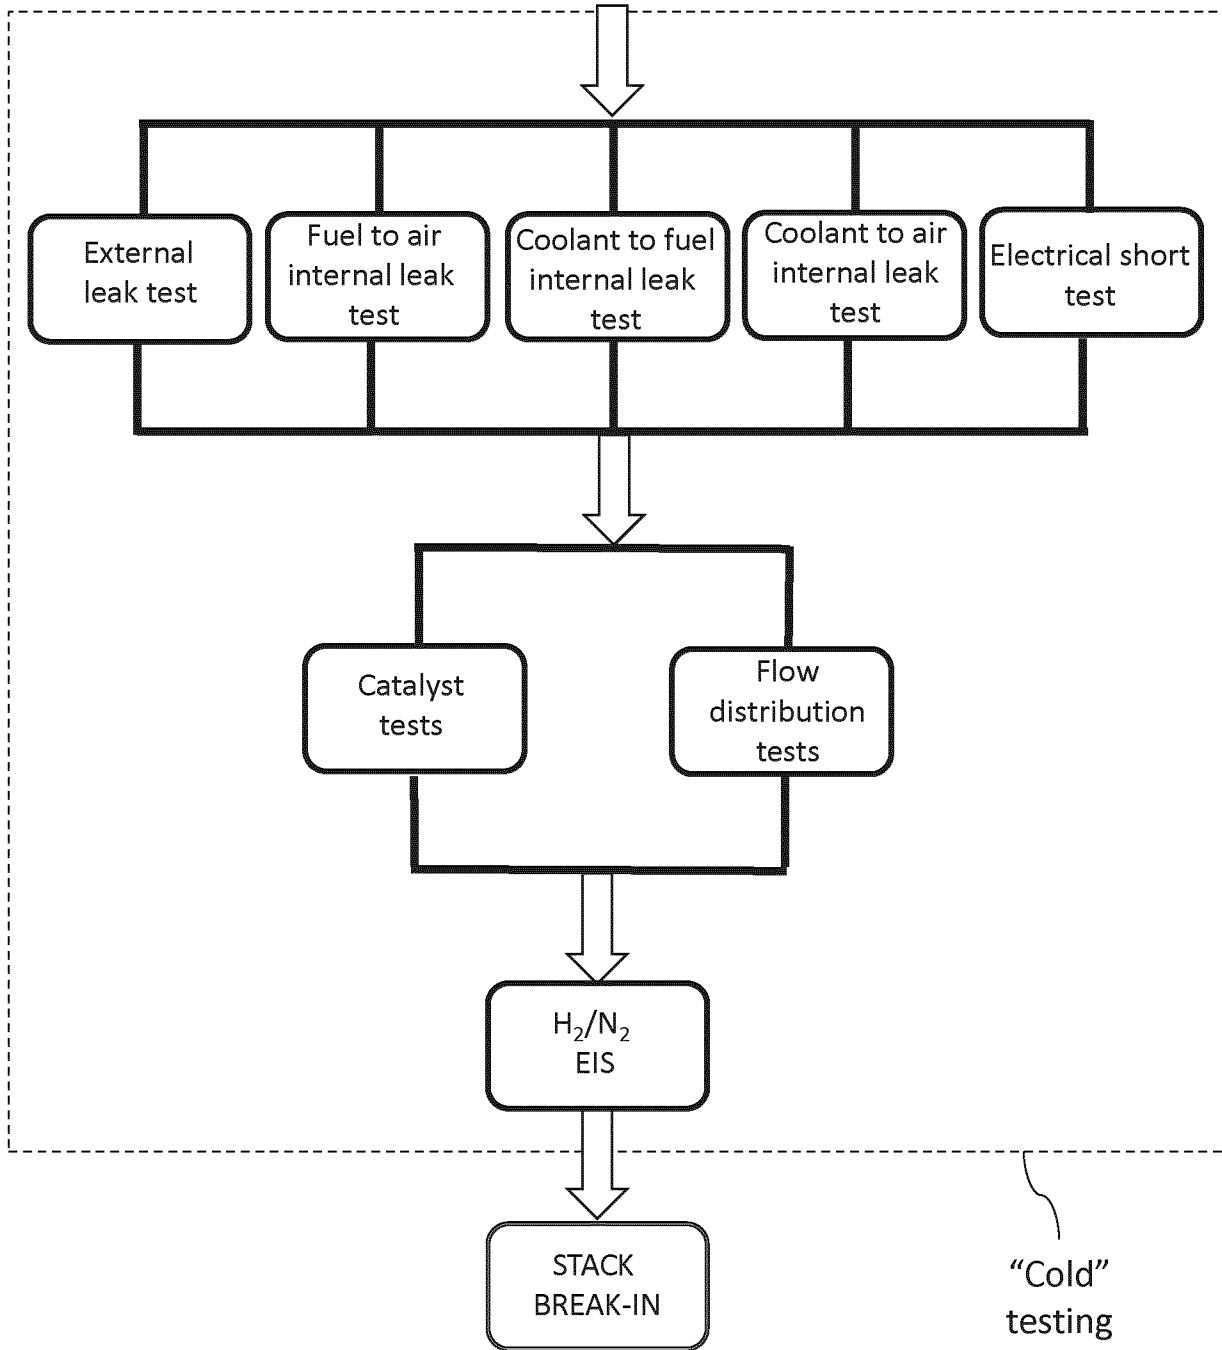 External
leak test
Fuel to air
internal leak
test
Coolant to fuel
internal leak
test
Coolant to air
internal leak
test
Electrical short
test
Catalyst
tests
Flow
distribution
tests
H₂/N₂
EIS
STACK
BREAK-IN
“Cold”
testing